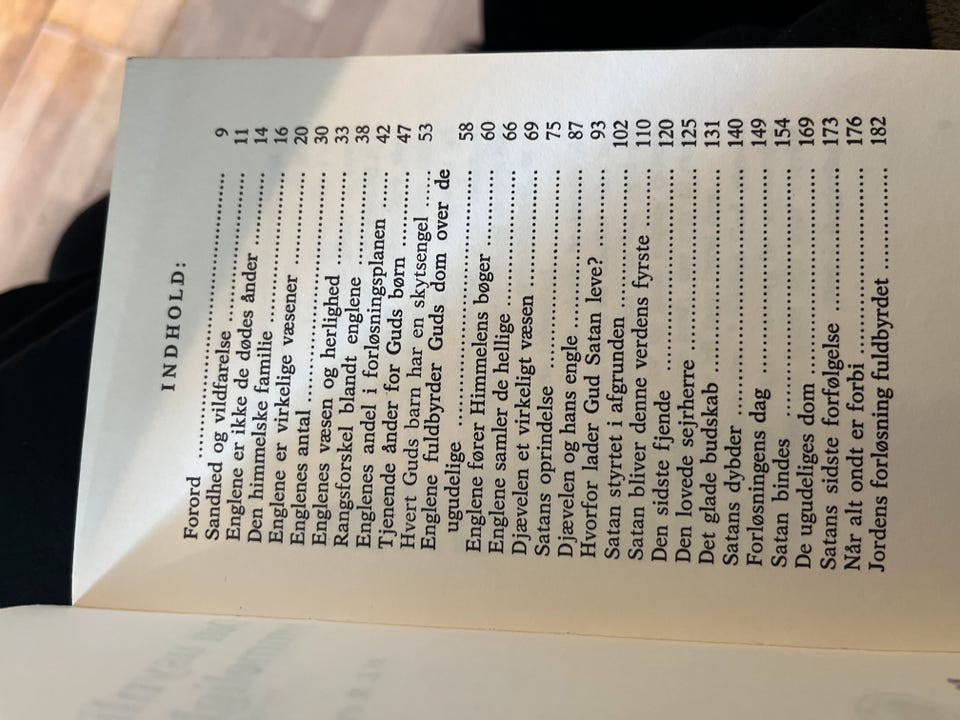 INDHOLD:
Forord .......... 9
Sandhed og vildfarelse .......... 11
Englene er ikke de dødes ånder .......... 14
Den himmelske familie .......... 16
Englene er virkelige væsener .......... 20
Englenes antal .......... 30
Englenes væsen og herlighed .......... 33
Rangsforskel blandt englene .......... 38
Englenes andel i forløsningsplanen .......... 42
Tjenende ånder for Guds børn .......... 47
Hvert Guds barn har en skytsengel .......... 53
Englene fuldbyrder Guds dom over de
ugudelige .......... 58
Englene fører Himmelens bøger .......... 60
Englene samler de hellige .......... 66
Djævelen et virkeligt væsen .......... 69
Satans oprindelse .......... 75
Djævelen og hans engle .......... 87
Hvorfor lader Gud Satan leve? .......... 93
Satan styrtet i afgrunden .......... 102
Satan bliver denne verdens fyrste .......... 110
Den sidste fjende .......... 120
Den lovede sejrherre .......... 125
Det glade budskab .......... 131
Satans dybder .......... 140
Forløsningens dag .......... 149
Satan bindes .......... 154
De ugudeliges dom .......... 169
Satans sidste forfølgelse .......... 173
Når alt ondt er forbi .......... 176
Jordens forløsning fuldbyrdet .......... 182